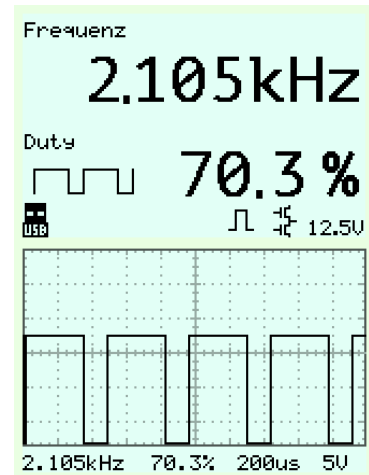 Frequenz
2.105kHz
Duty
70.3%
USB
12.5V
2.105kHz 70.3% 200us 5V